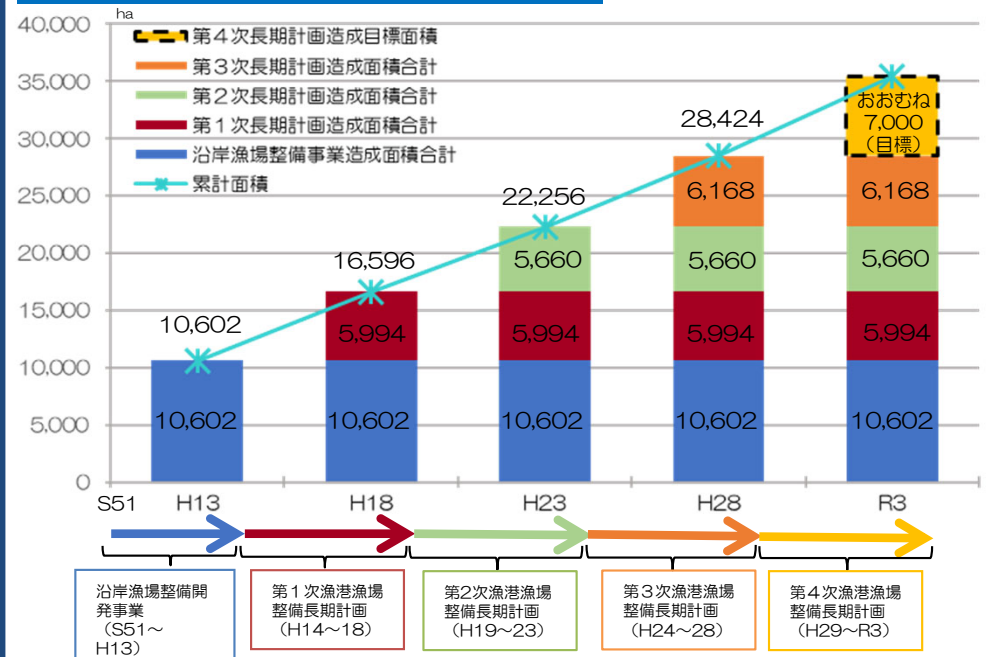 ha
40,000
35,000
30,000
25,000
20,000
15,000
10,000
5,000
0
第4次長期計画造成目標面積
第3次長期計画造成面積合計
第2次長期計画造成面積合計
第1次長期計画造成面積合計
沿岸漁場整備事業造成面積合計
累計面積
10,602
10,602
16,596
5,994
10,602
22,256
5,660
5,994
10,602
28,424
6,168
5,660
5,994
10,602
おおむね
7,000
（目標）
6,168
5,660
5,994
10,602
S51 H13 H18 H23 H28 R3
沿岸漁場整備開
発事業
（S51～
H13）
第1次漁港漁場
整備長期計画
（H14～18）
第2次漁港漁場
整備長期計画
（H19～23）
第3次漁港漁場
整備長期計画
（H24～28）
第4次漁港漁場
整備長期計画
（H29～R3）